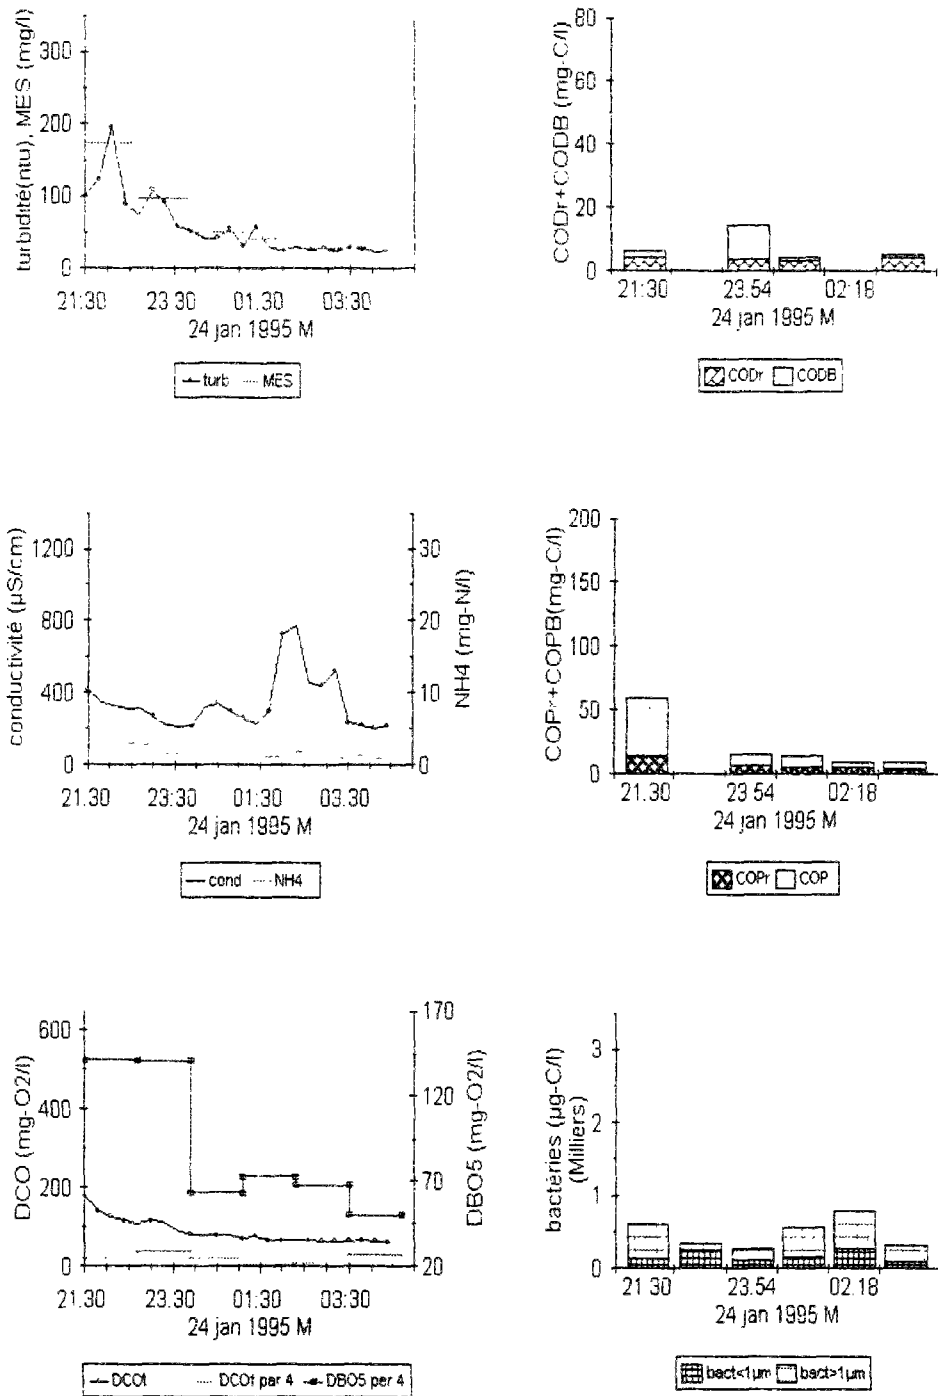 turbidité(ntu), MES (mg/l)
300
200
100
0
21:30 23 30 01.30 03:30
24 jan 1995 M
turb MES
CODr+CODB (mg-C/l)
80
60
40
20
0
21:30 23.54 02:18
24 jan 1995 M
CODr CODB
conductivité (µS/cm)
1200
800
400
0
NH4 (mg-N/l)
30
20
10
0
21.30 23:30 01:30 03.30
24 jan 1995 M
cond NH4
COPr+COPB(mg-C/l)
200
150
100
50
0
21.30 23 54 02:18
24 jan 1995 M
COPr COP
DCO (mg-O2/l)
600
400
200
0
DBO5 (mg-O2/l)
170
120
70
20
21.30 23.30 01:30 03:30
24 jan 1995 M
DCOt DCOt par 4 DBO5 per 4
bactéries (µg-C/l)
(Milliers)
3
2
1
0
21 30 23.54 02.18
24 jan 1995 M
bact<1µm bact>1µm